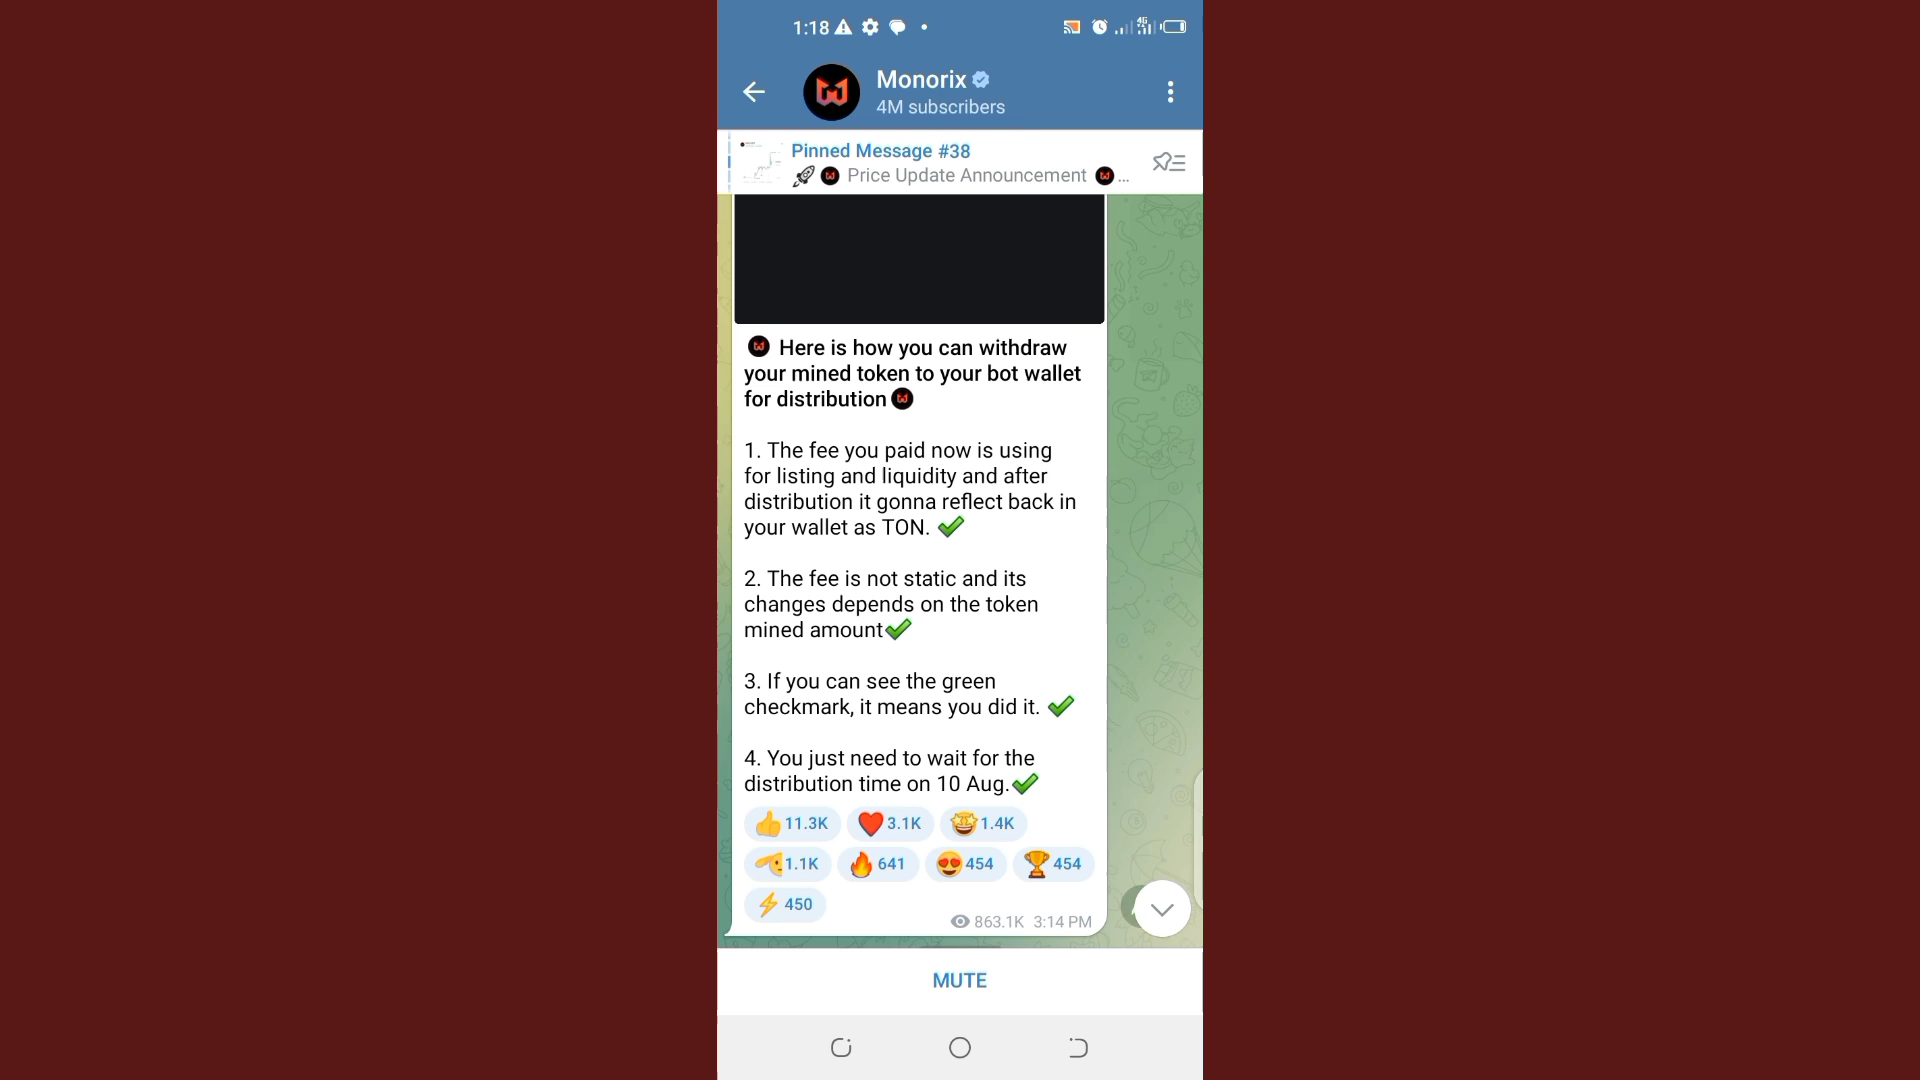 1:18
4G
Monorix
4M subscribers
Pinned Message #38
Price Update Announcement ...
Here is how you can withdraw
your mined token to your bot wallet
for distribution
1. The fee you paid now is using
for listing and liquidity and after
distribution it gonna reflect back in
your wallet as TON.
2. The fee is not static and its
changes depends on the token
mined amount
3. If you can see the green
checkmark, it means you did it.
4. You just need to wait for the
distribution time on 10 Aug.
11.3K 3.1K 1.4K
1.1K 641 454 454
450
863.1K 3:14 PM
MUTE